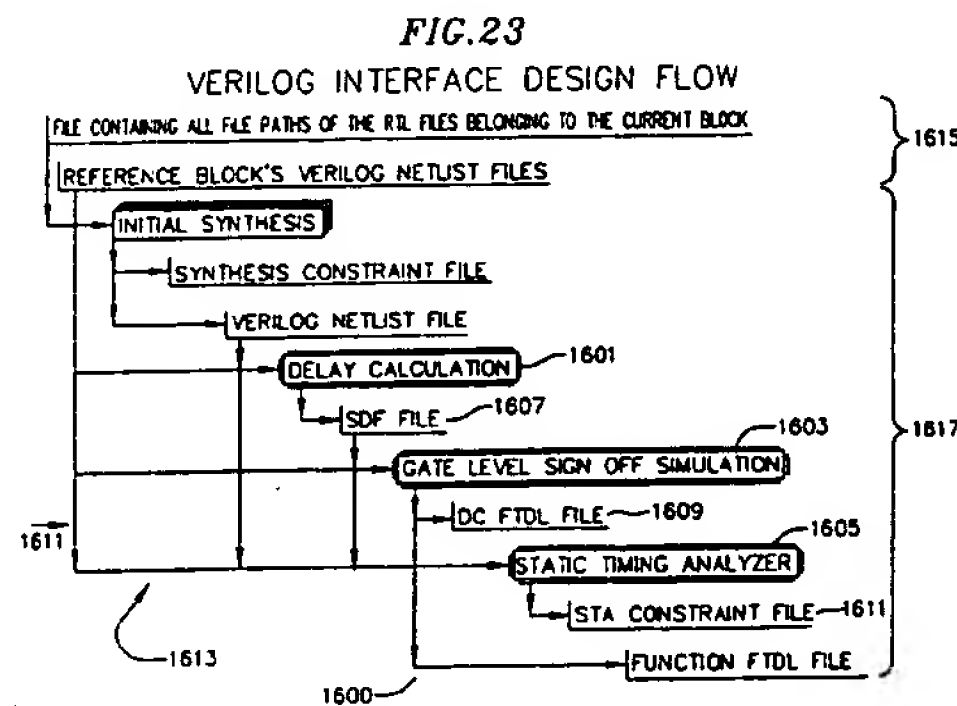 FIG.23
VERILOG INTERFACE DESIGN FLOW
FILE CONTAINING ALL FILE PATHS OF THE RTL FILES BELONGING TO THE CURRENT BLOCK
1615
REFERENCE BLOCK'S VERILOG NETLIST FILES
INITIAL SYNTHESIS
SYNTHESIS CONSTRAINT FILE
VERILOG NETLIST FILE
DELAY CALCULATION
1601
SDF FILE
1607
1603
1617
GATE LEVEL SIGN OFF SIMULATION
DC FTDL FILE
1609
1611
1605
STATIC TIMING ANALYZER
STA CONSTRAINT FILE
1611
1613
FUNCTION FTDL FILE
1600